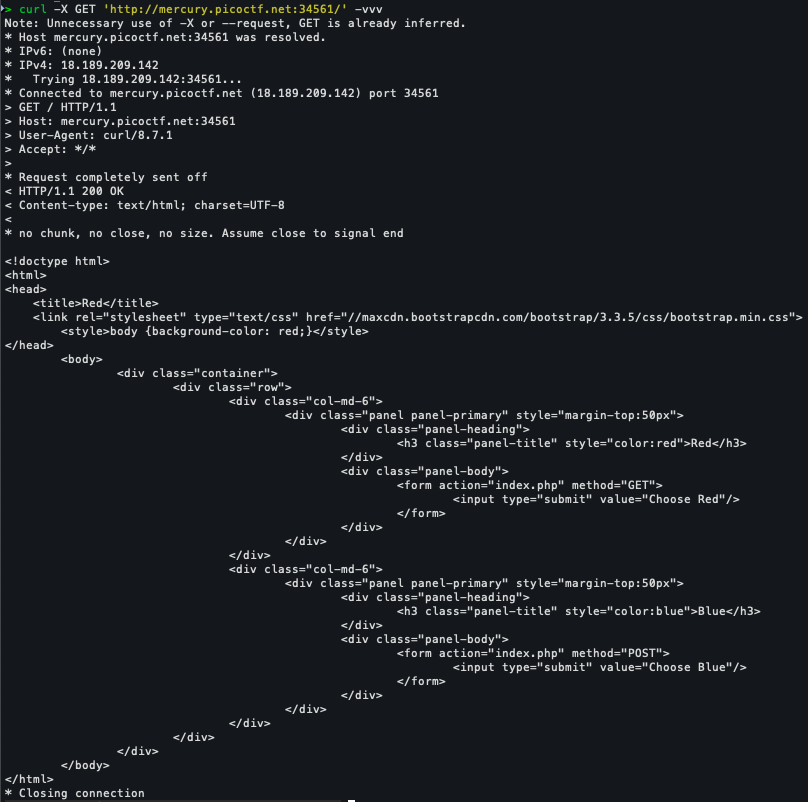 > curl -X GET 'http://mercury.picoctf.net:34561/' -vvv
Note: Unnecessary use of -X or --request, GET is already inferred.
* Host mercury.picoctf.net:34561 was resolved.
* IPv6: (none)
* IPv4: 18.189.209.142
*   Trying 18.189.209.142:34561...
* Connected to mercury.picoctf.net (18.189.209.142) port 34561
> GET / HTTP/1.1
> Host: mercury.picoctf.net:34561
> User-Agent: curl/8.7.1
> Accept: */*
>
* Request completely sent off
< HTTP/1.1 200 OK
< Content-type: text/html; charset=UTF-8
<
* no chunk, no close, no size. Assume close to signal end

<!doctype html>
<html>
<head>
    <title>Red</title>
    <link rel="stylesheet" type="text/css" href="//maxcdn.bootstrapcdn.com/bootstrap/3.3.5/css/bootstrap.min.css">
        <style>body {background-color: red;}</style>
</head>
        <body>
                <div class="container">
                        <div class="row">
                                <div class="col-md-6">
                                        <div class="panel panel-primary" style="margin-top:50px">
                                                <div class="panel-heading">
                                                        <h3 class="panel-title" style="color:red">Red</h3>
                                                </div>
                                                <div class="panel-body">
                                                        <form action="index.php" method="GET">
                                                                <input type="submit" value="Choose Red"/>
                                                        </form>
                                                </div>
                                        </div>
                                </div>
                                <div class="col-md-6">
                                        <div class="panel panel-primary" style="margin-top:50px">
                                                <div class="panel-heading">
                                                        <h3 class="panel-title" style="color:blue">Blue</h3>
                                                </div>
                                                <div class="panel-body">
                                                        <form action="index.php" method="POST">
                                                                <input type="submit" value="Choose Blue"/>
                                                        </form>
                                                </div>
                                        </div>
                                </div>
                        </div>
                </div>
        </body>
</html>
* Closing connection